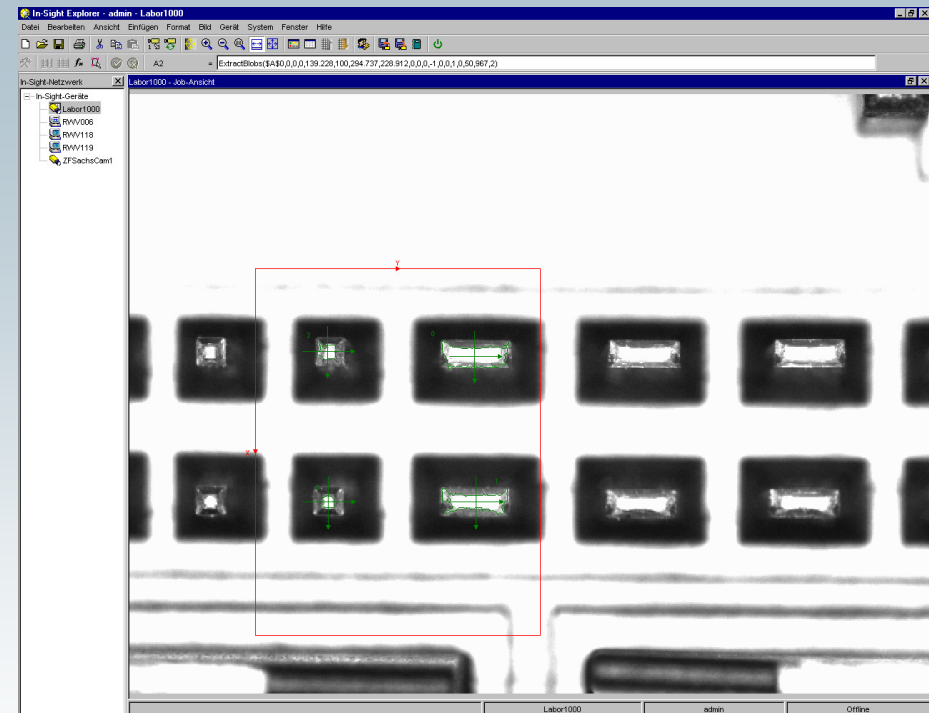 In-Sight Explorer - admin - Labor1000
Datei Bearbeiten Ansicht Einfügen Format Bild Gerät System Fenster Hilfe
A2 = ExtractBlobs($A$0,0,0,0,139.228,100,294.737,228.912,0,0,0,-1,0,0,1,0,50,967,2)
In-Sight-Netzwerk
Labor1000 - Job-Ansicht
In-Sight-Geräte
Labor1000
RWV006
RWV118
RWV119
ZFSachsCam1
Y
0
X
1
Labor1000 admin Offline